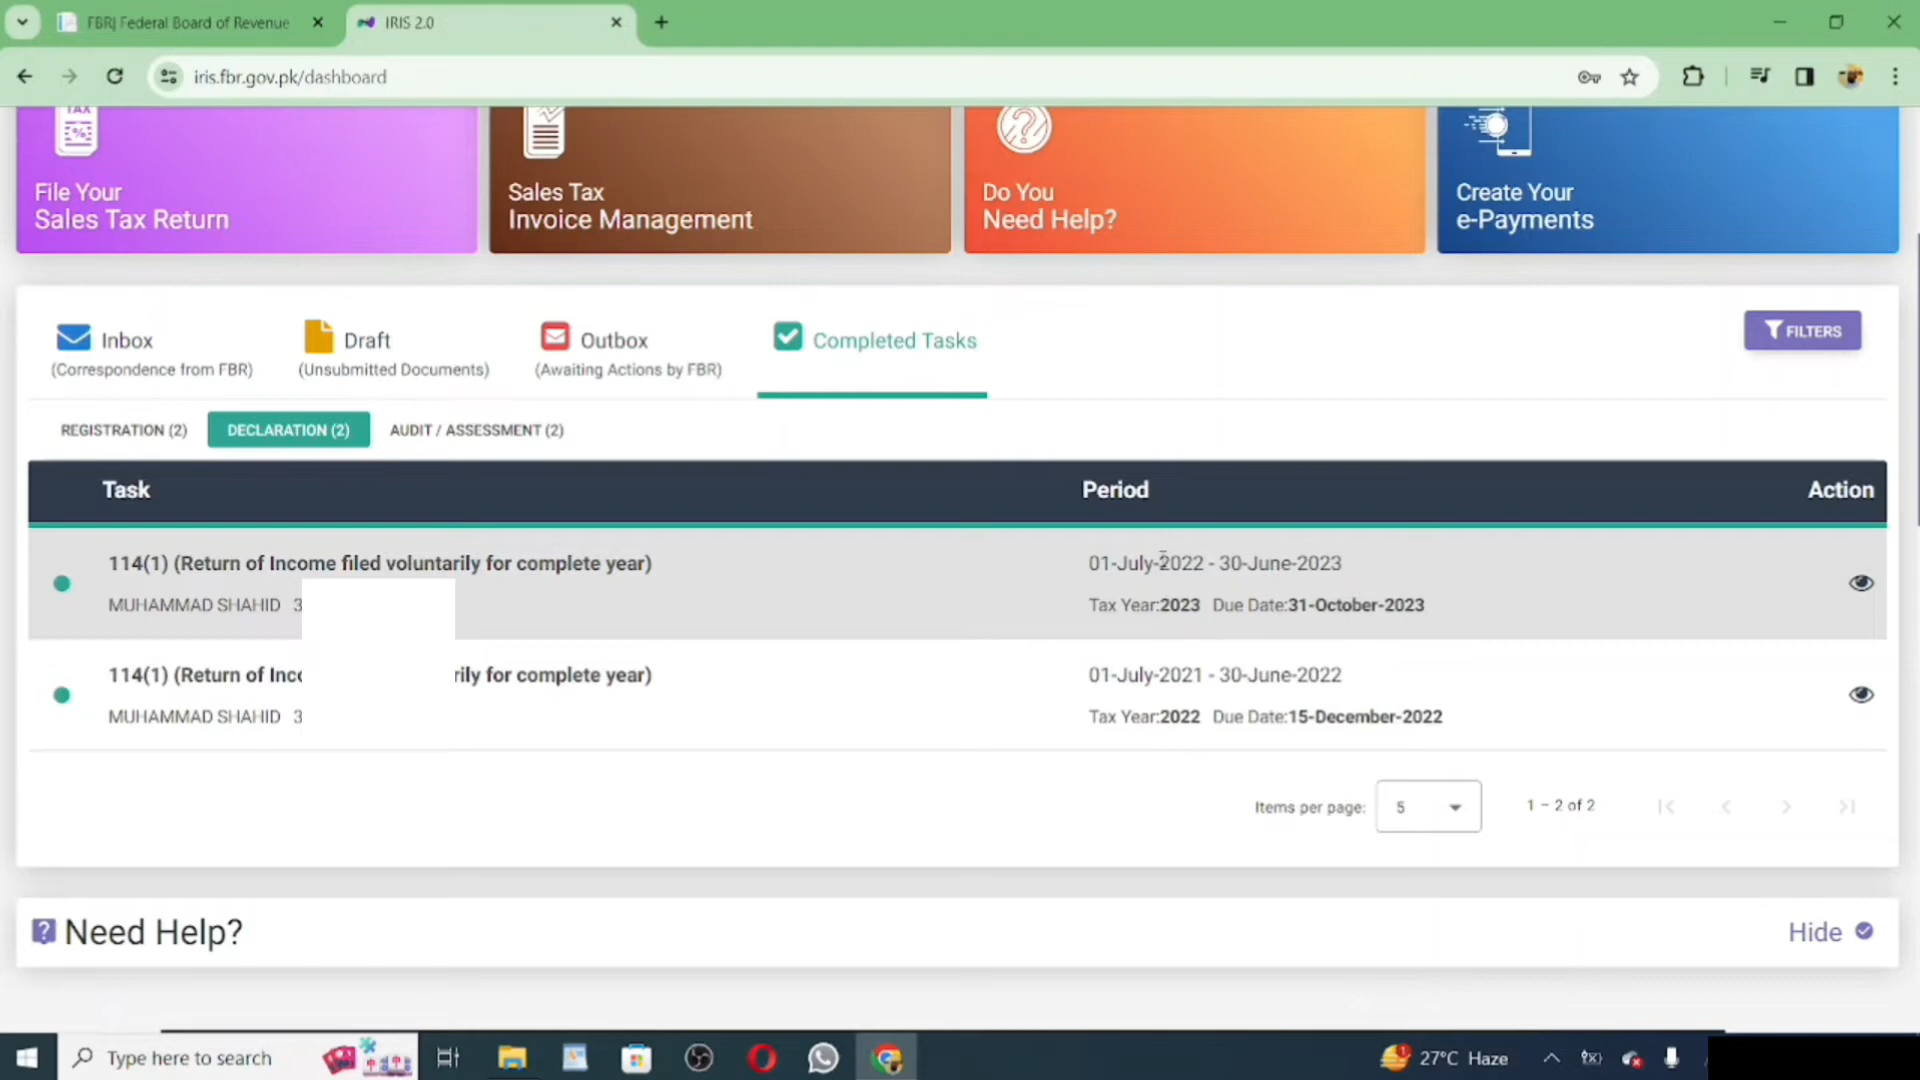 FBR| Federal Board of Revenue
IRIS 2.0
iris.fbr.gov.pk/dashboard
TAX
File Your
Sales Tax Return
Sales Tax
Invoice Management
Do You
Need Help?
Create Your
e-Payments
Inbox
(Correspondence from FBR)
Draft
(Unsubmitted Documents)
Outbox
(Awaiting Actions by FBR)
Completed Tasks
FILTERS
REGISTRATION (2) DECLARATION (2) AUDIT / ASSESSMENT (2)
Task Period Action
114(1) (Return of Income filed voluntarily for complete year)
MUHAMMAD SHAHID 3
01-July-2022 - 30-June-2023
Tax Year:2023 Due Date:31-October-2023
114(1) (Return of Inc
rily for complete year)
MUHAMMAD SHAHID 3
01-July-2021 - 30-June-2022
Tax Year:2022 Due Date:15-December-2022
Items per page: 5 1 – 2 of 2
Need Help?
Hide
Type here to search
27°C Haze